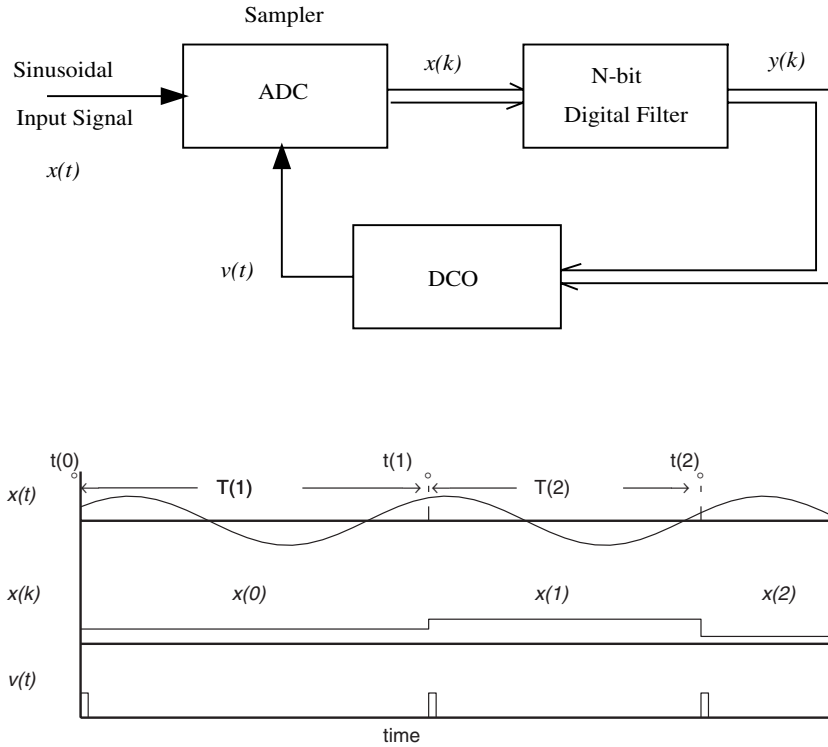 Sampler
Sinusoidal
Input Signal
x(t)
ADC
x(k)
N-bit
Digital Filter
y(k)
v(t)
DCO
t(0)
t(1)
t(2)
x(t)
T(1)
T(2)
x(k)
x(0)
x(1)
x(2)
v(t)
time